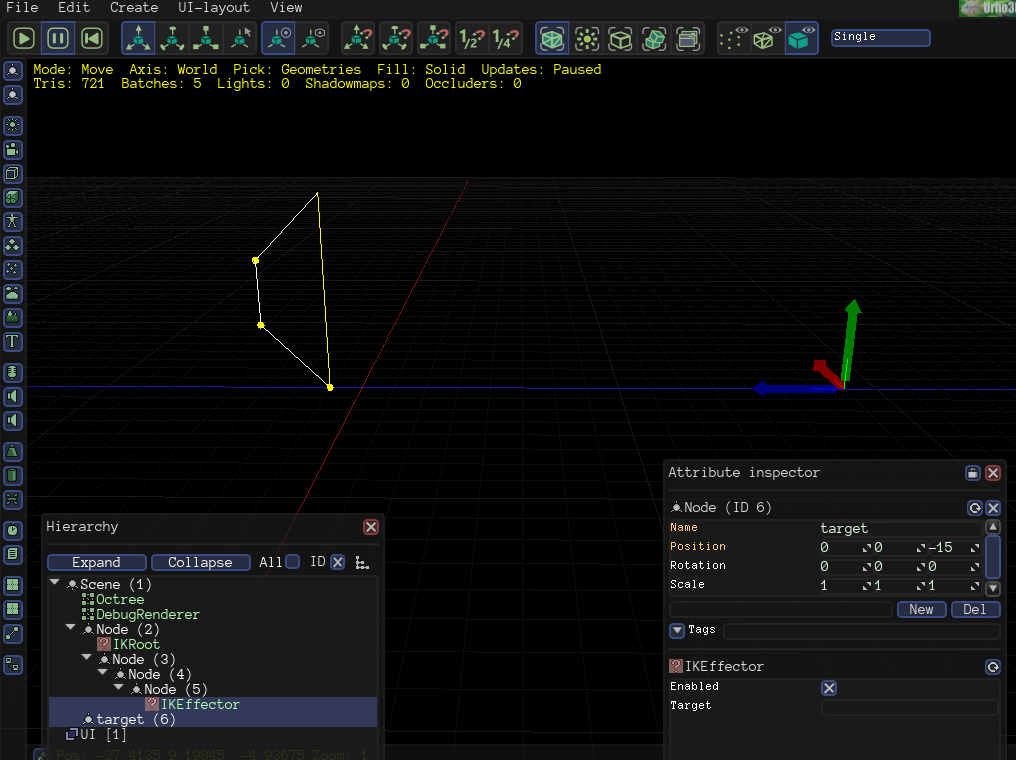 File Edit Create UI-layout View
1/2? 1/4? Single
Mode: Move Axis: World Pick: Geometries Fill: Solid Updates: Paused
Tris: 721 Batches: 5 Lights: 0 Shadowmaps: 0 Occluders: 0
Hierarchy
Expand Collapse All ID
Scene (1)
Octree
DebugRenderer
Node (2)
? IKRoot
Node (3)
Node (4)
Node (5)
? IKEffector
target (6)
UI [1]
Pos: -27.4135 9.19045 -4.93675 Zoom: 1
Attribute inspector
Node (ID 6)
Name target
Position 0 0 -15
Rotation 0 0 0
Scale 1 1 1
New Del
Tags
? IKEffector
Enabled
Target